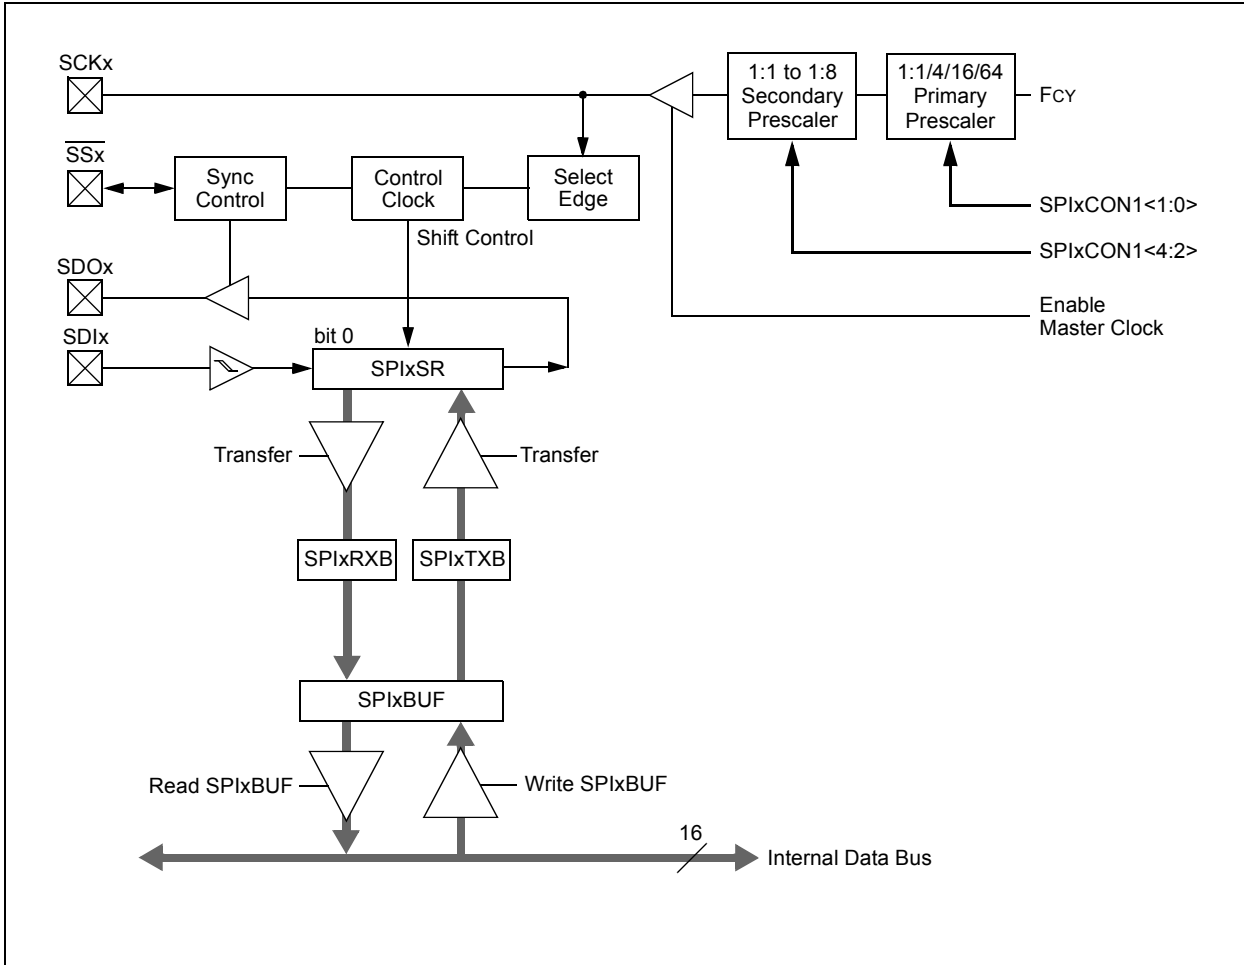 SCKx
1:1 to 1:8
Secondary
Prescaler
1:1/4/16/64
Primary
Prescaler
FCY
SSx
Sync
Control
Control
Clock
Select
Edge
SPIxCON1<1:0>
Shift Control
SPIxCON1<4:2>
SDOx
Enable
Master Clock
SDIx
bit 0
SPIxSR
Transfer
Transfer
SPIxRXB
SPIxTXB
SPIxBUF
Read SPIxBUF
Write SPIxBUF
16
Internal Data Bus